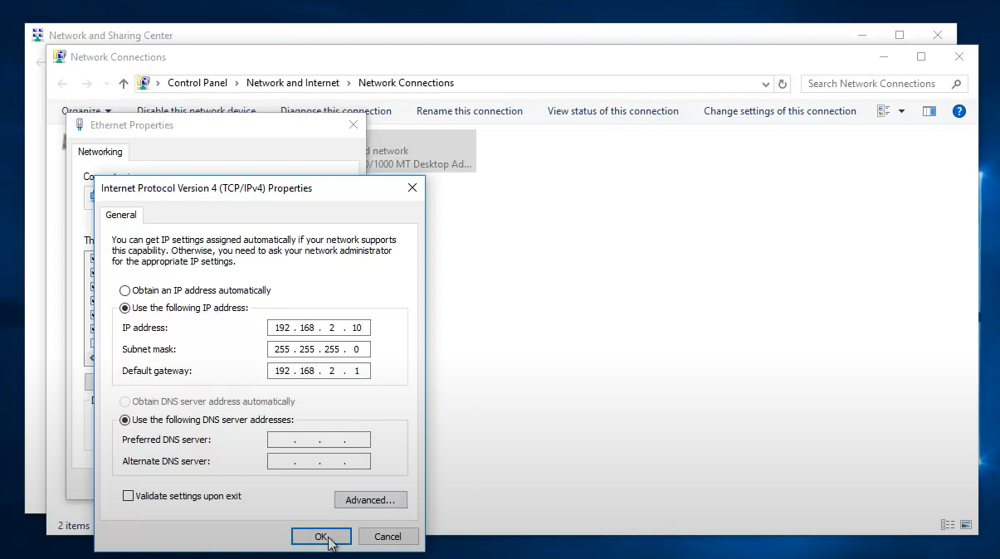 Network and Sharing Center
Network Connections
Control Panel > Network and Internet > Network Connections
Search Network Connections
Organize Disable this network device Diagnose this connection Rename this connection View status of this connection Change settings of this connection
Ethernet Properties
Networking
network
/1000 MT Desktop Ad...
Internet Protocol Version 4 (TCP/IPv4) Properties
General
You can get IP settings assigned automatically if your network supports
this capability. Otherwise, you need to ask your network administrator
for the appropriate IP settings.
Obtain an IP address automatically
Use the following IP address:
IP address: 192 . 168 . 2 . 10
Subnet mask: 255 . 255 . 255 . 0
Default gateway: 192 . 168 . 2 . 1
Obtain DNS server address automatically
Use the following DNS server addresses:
Preferred DNS server: . . .
Alternate DNS server: . . .
Validate settings upon exit
Advanced...
2 items
OK Cancel